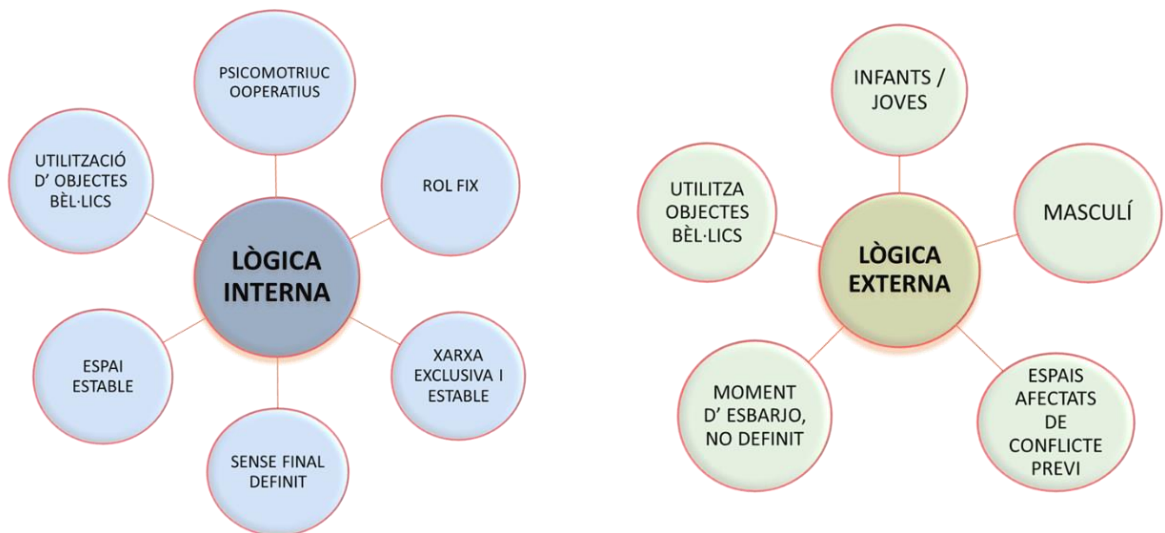 LÒGICA
INTERNA
PSICOMOTRIUC
OOPERATIUS
ROL FIX
XARXA
EXCLUSIVA I
ESTABLE
SENSE FINAL
DEFINIT
ESPAI
ESTABLE
UTILITZACIÓ
D' OBJECTES
BÈL·LICS
LÒGICA
EXTERNA
INFANTS /
JOVES
MASCULÍ
ESPAIS
AFECTATS
DE
CONFLICTE
PREVI
MOMENT
D' ESBARJO,
NO DEFINIT
UTILITZA
OBJECTES
BÈL·LICS